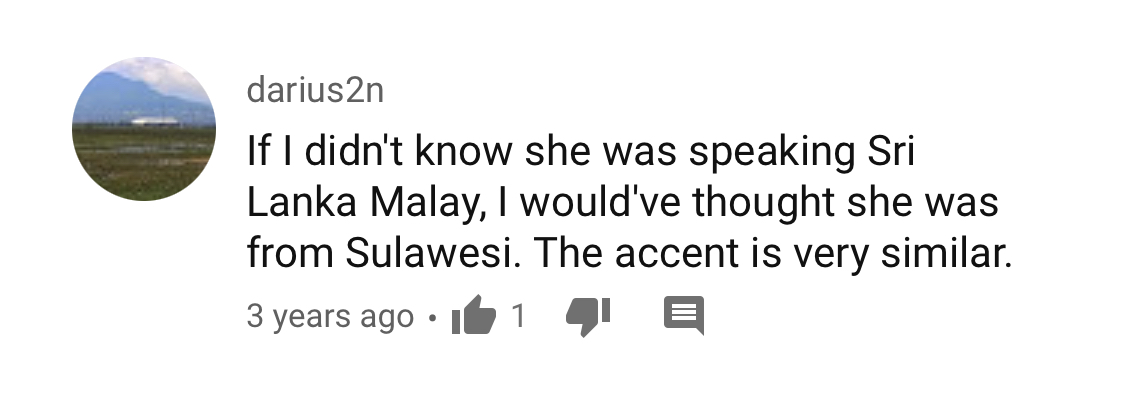 darius2n
If I didn't know she was speaking Sri
Lanka Malay, I would've thought she was
from Sulawesi. The accent is very similar.
3 years ago • 1